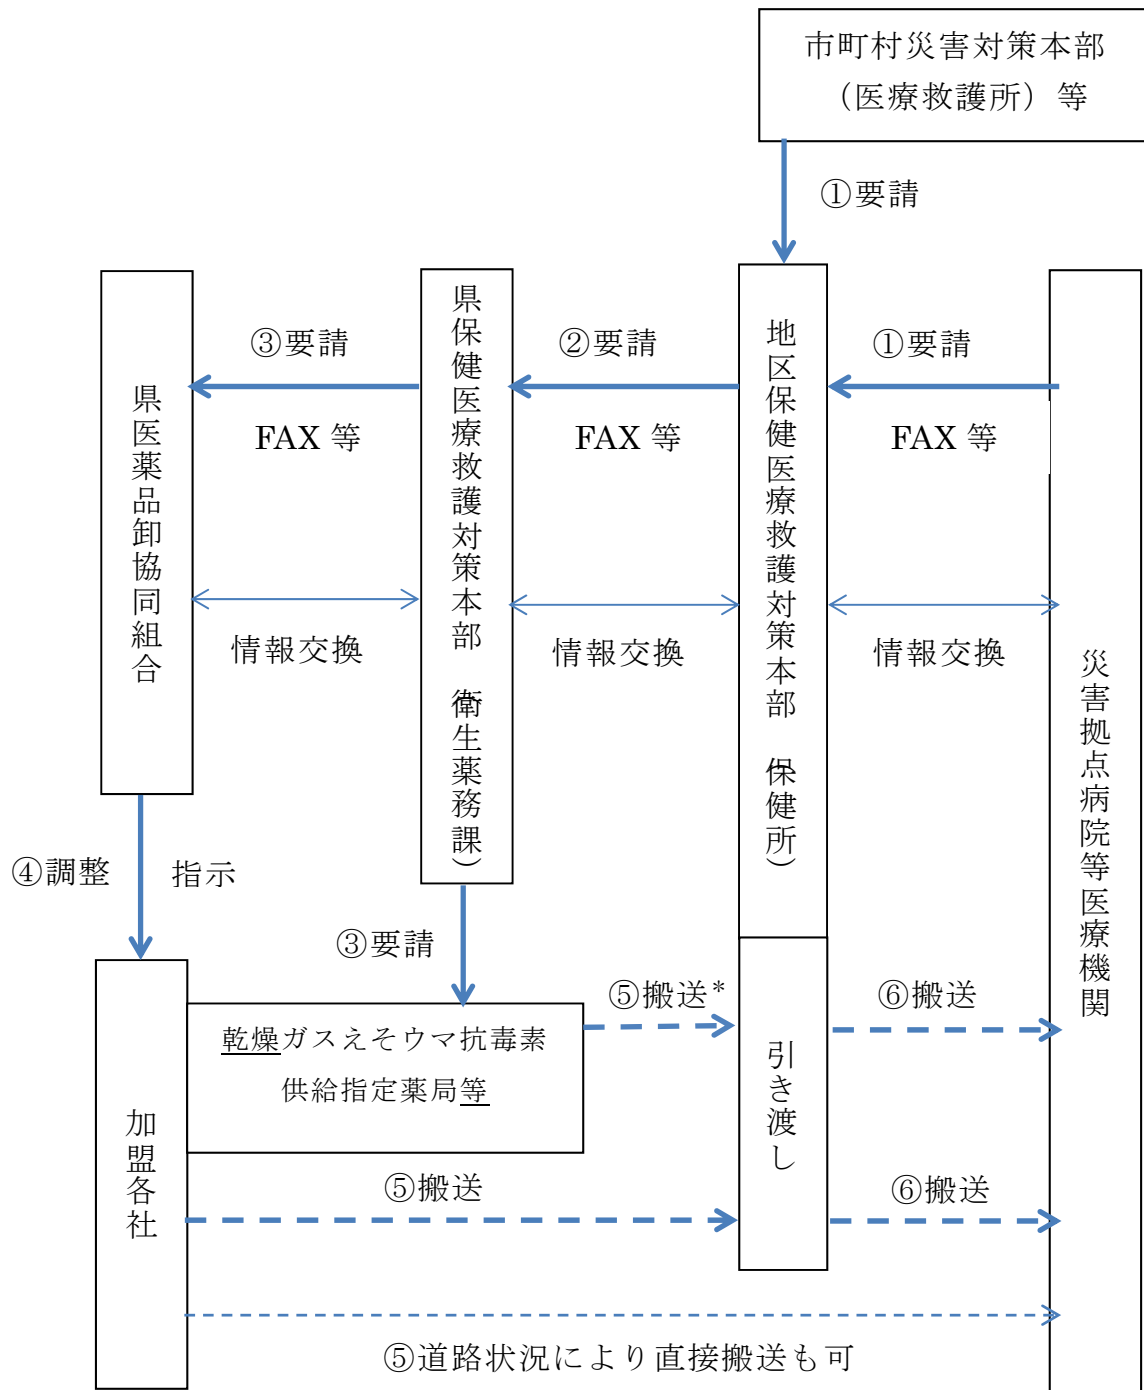 市町村災害対策本部
（医療救護所）等
①要請
県医薬品卸協同組合
③要請
FAX 等
情報交換
県保健医療救護対策本部（衛生薬務課）
②要請
FAX 等
情報交換
地区保健医療救護対策本部（保健所）
①要請
FAX 等
情報交換
災害拠点病院等医療機関
④調整
指示
③要請
加盟各社
乾燥ガスえそウマ抗毒素
供給指定薬局等
⑤搬送*
引き渡し
⑥搬送
⑤搬送
⑥搬送
⑤道路状況により直接搬送も可